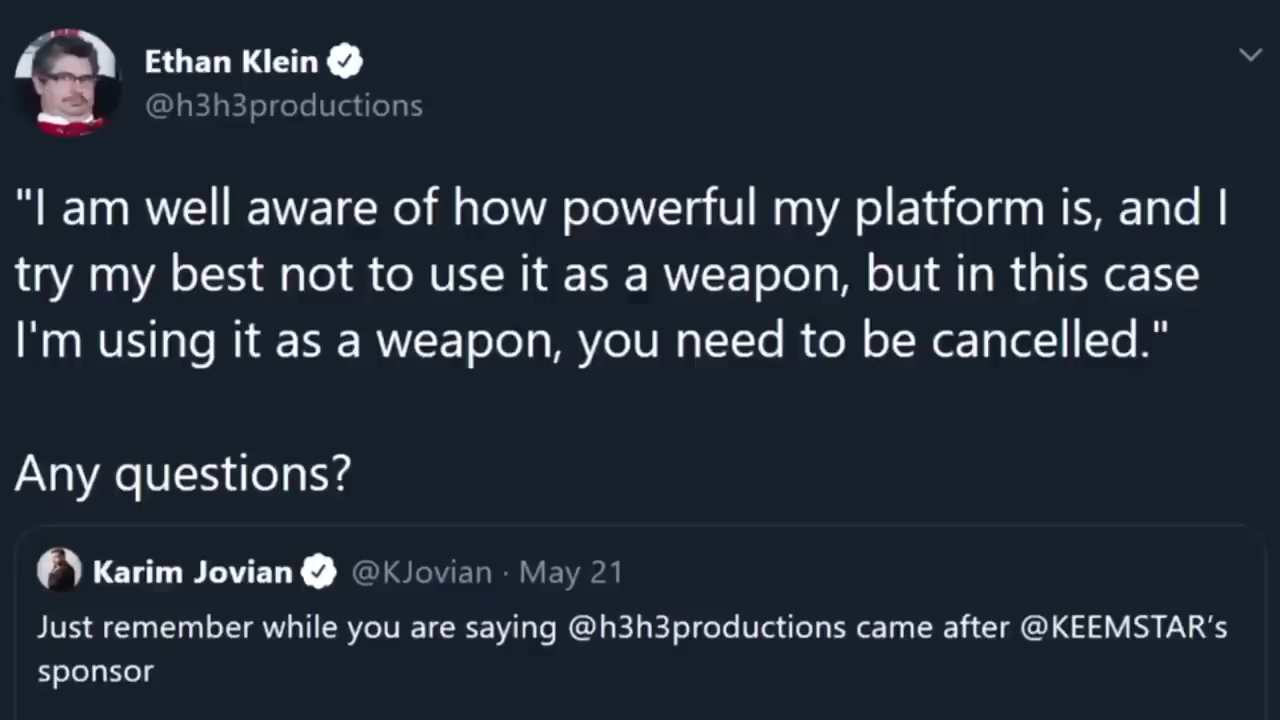 Ethan Klein
@h3h3productions
"I am well aware of how powerful my platform is, and I
try my best not to use it as a weapon, but in this case
I'm using it as a weapon, you need to be cancelled."
Any questions?
Karim Jovian @KJovian · May 21
Just remember while you are saying @h3h3productions came after @KEEMSTAR’s
sponsor